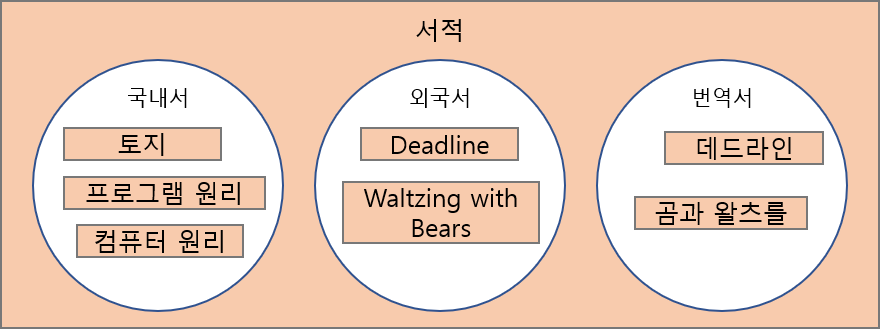 서적
국내서
외국서
번역서
토지
Deadline
데드라인
프로그램 원리
Waltzing with
Bears
곰과 왈츠를
컴퓨터 원리